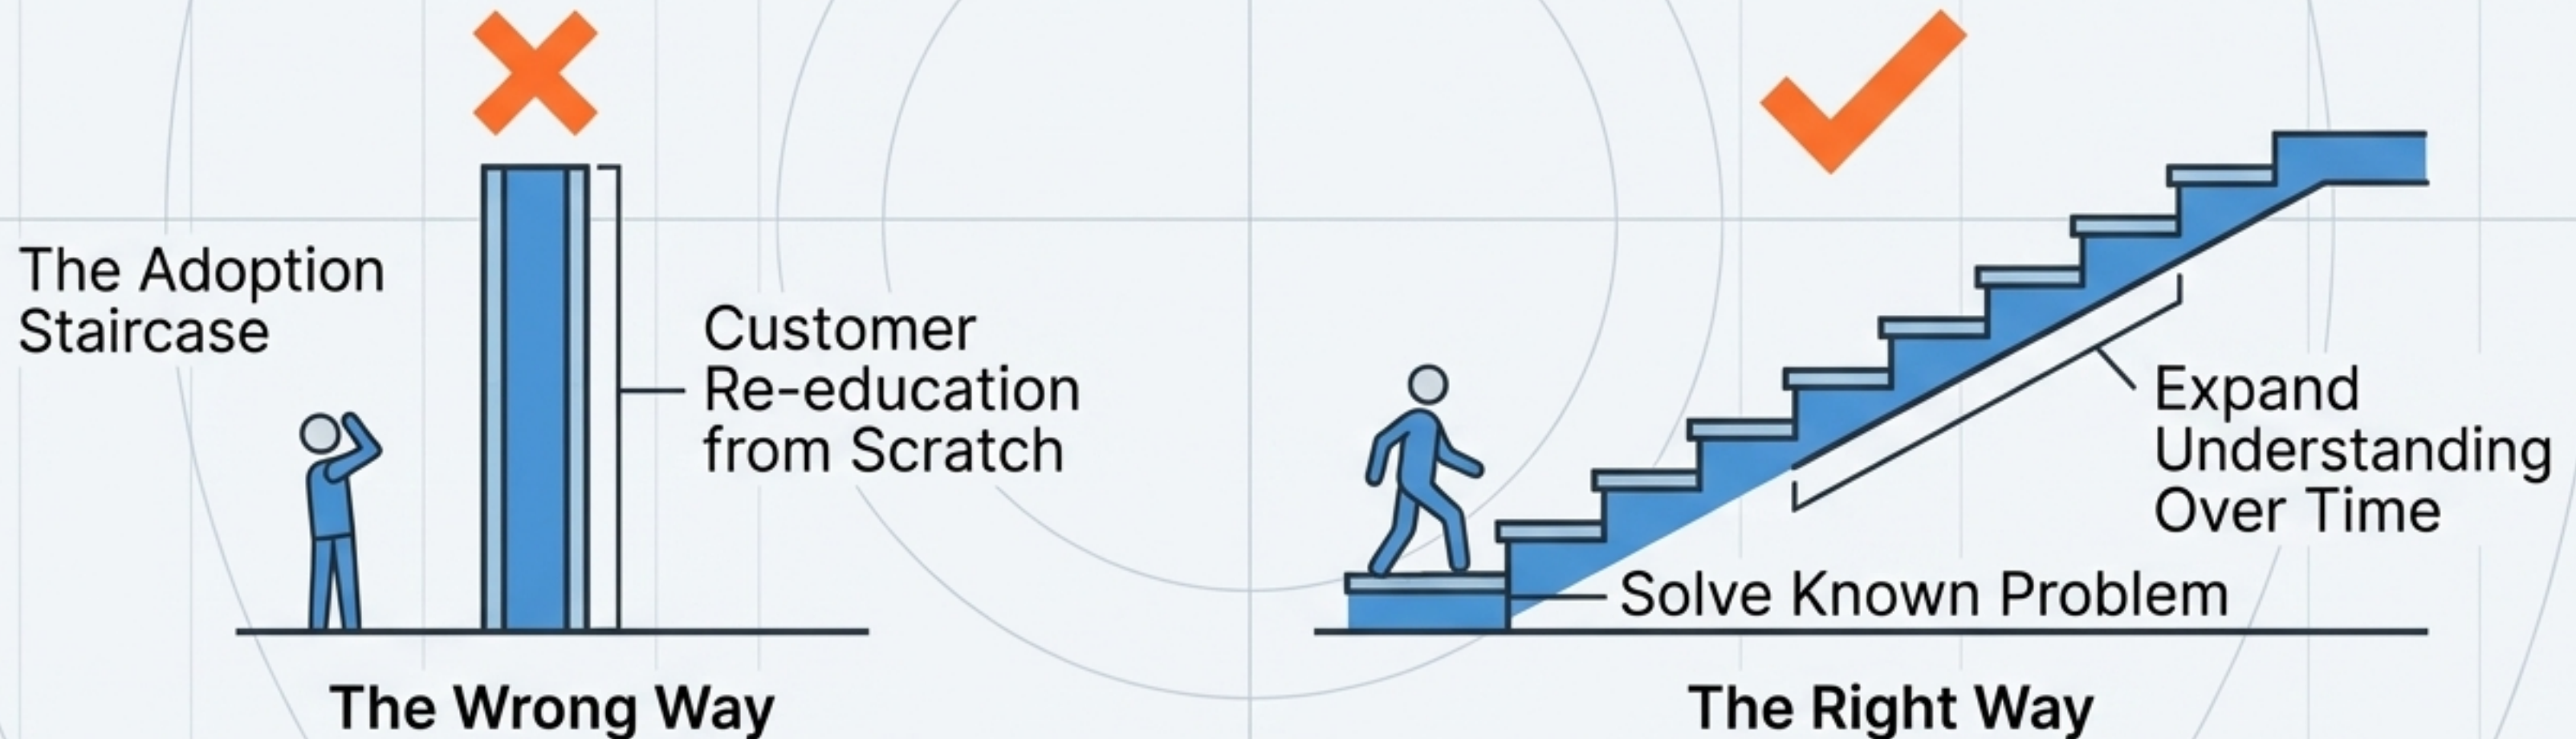 The Adoption
Staircase
Customer
Re-education
from Scratch
The Wrong Way
Expand
Understanding
Over Time
Solve Known Problem
The Right Way